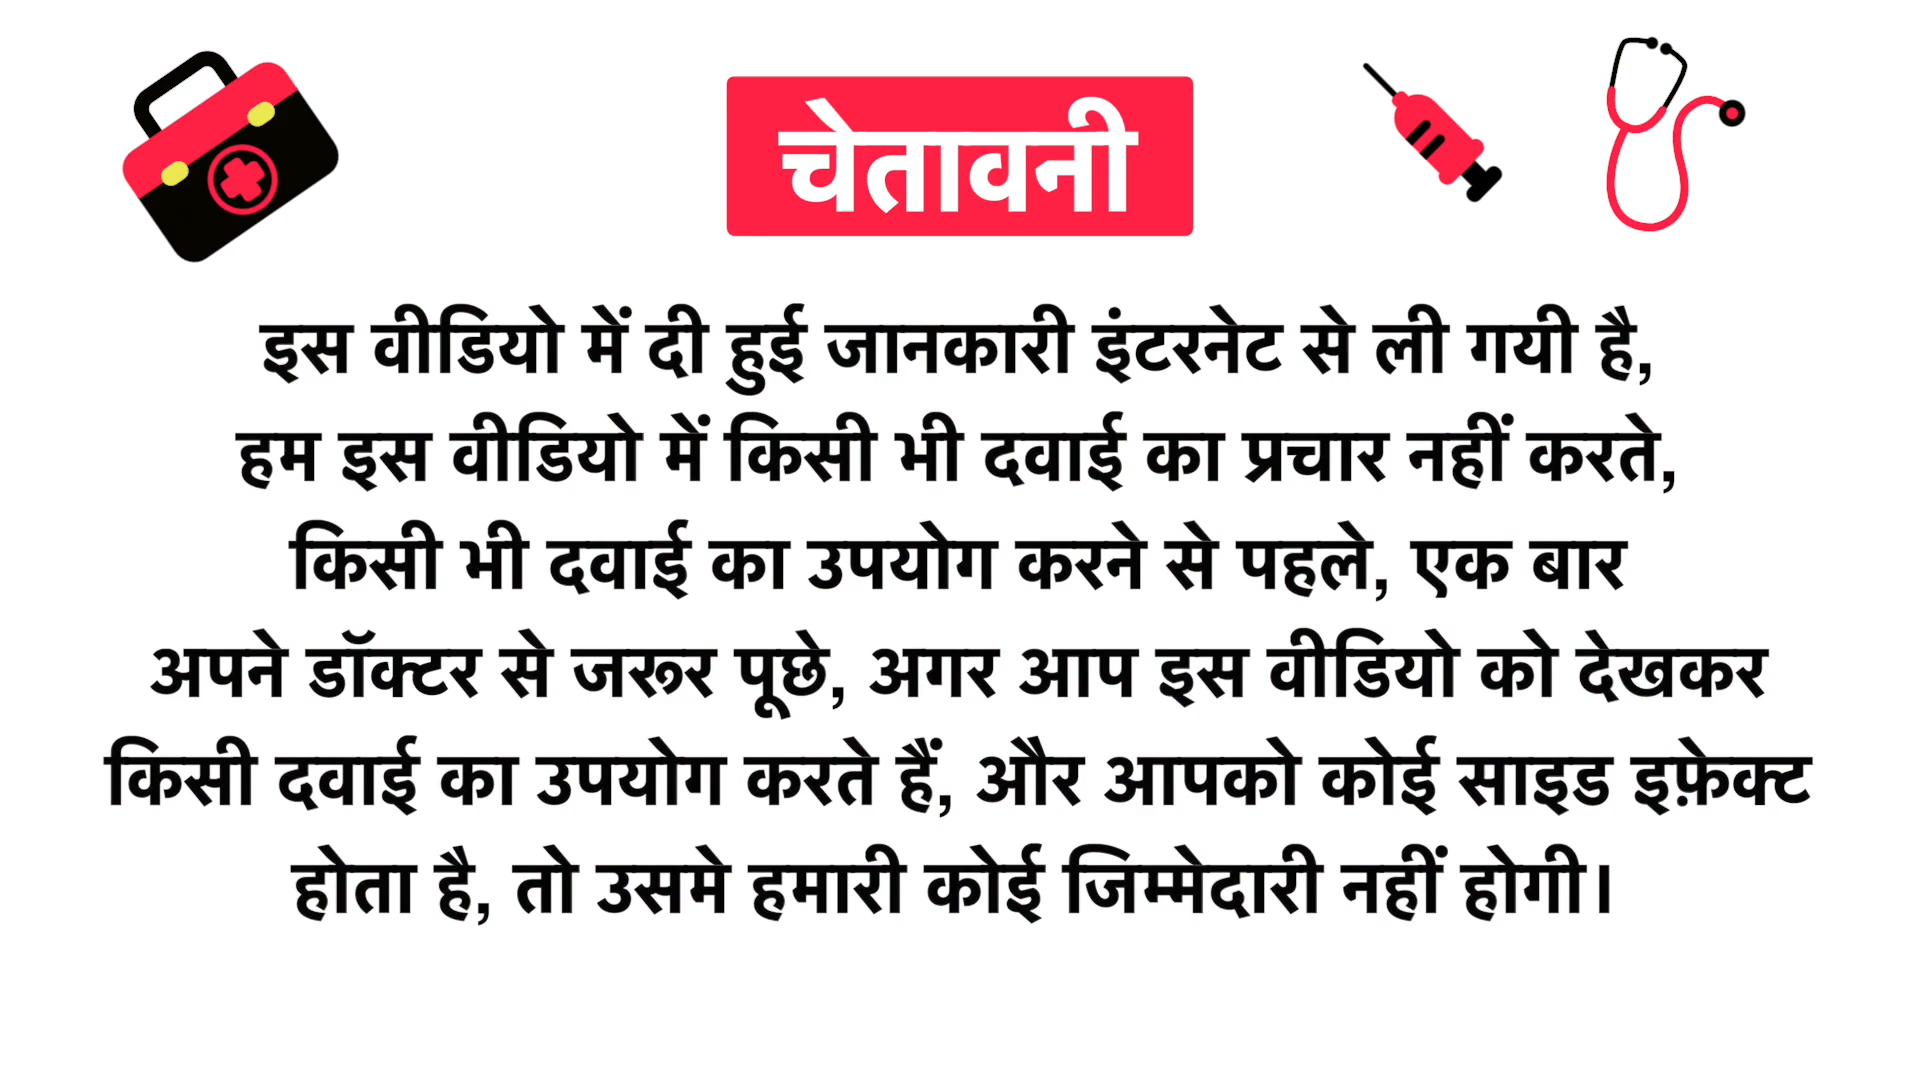 चेतावनी
इस वीडियो में दी हुई जानकारी इंटरनेट से ली गयी है,
हम इस वीडियो में किसी भी दवाई का प्रचार नहीं करते,
किसी भी दवाई का उपयोग करने से पहले, एक बार
अपने डॉक्टर से जरूर पूछे, अगर आप इस वीडियो को देखकर
किसी दवाई का उपयोग करते हैं, और आपको कोई साइड इफ़ेक्ट
होता है, तो उसमे हमारी कोई जिम्मेदारी नहीं होगी।